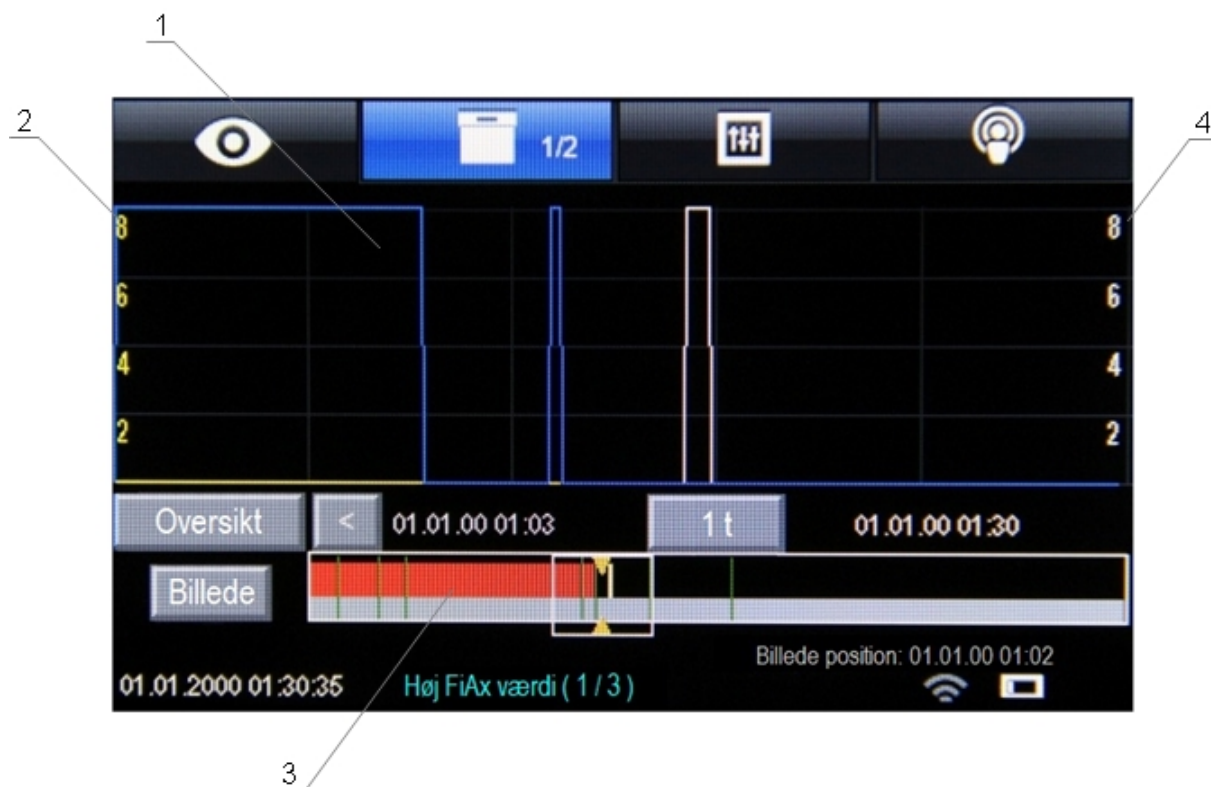 1
2
4
1/2
8 8
6 6
4 4
2 2
Oversikt < 01.01.00 01:03 1 t 01.01.00 01:30
Billede
Billede position: 01.01.00 01:02
01.01.2000 01:30:35 Høj FiAx værdi ( 1 / 3 )
3